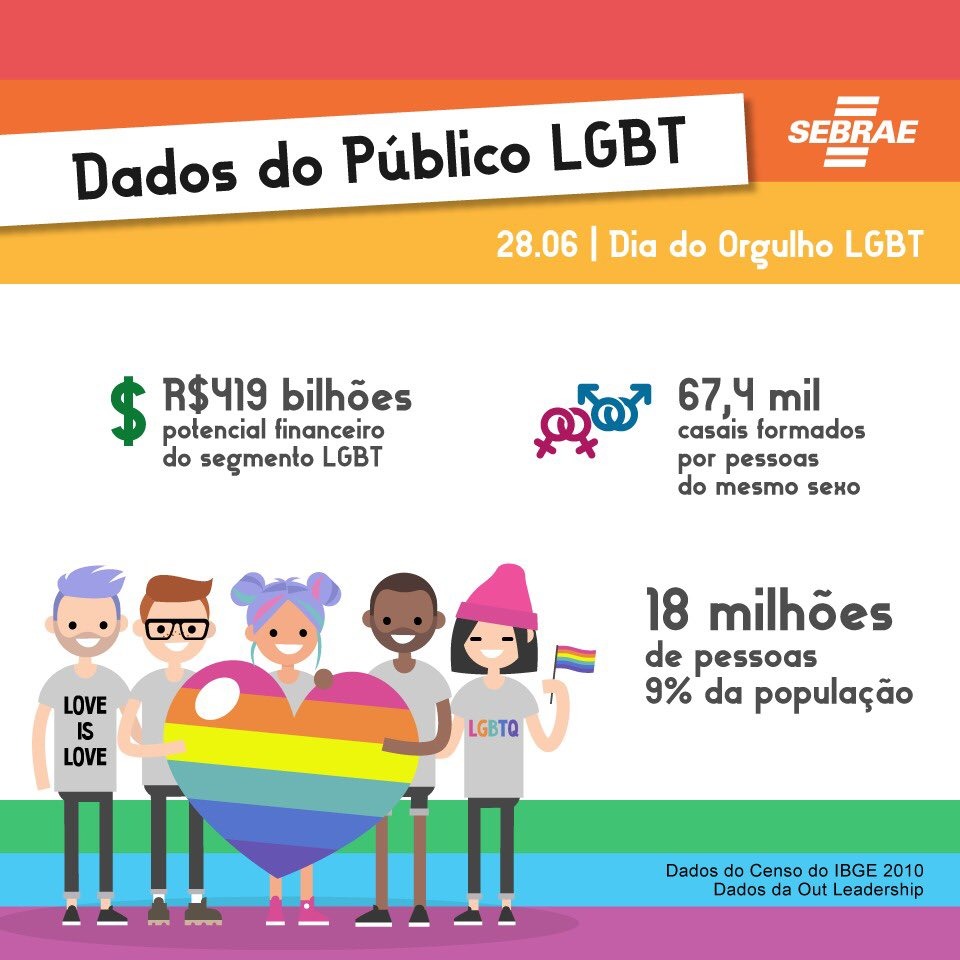 Dados do Público LGBT
SEBRAE
28.06 | Dia do Orgulho LGBT
$ R$419 bilhões
potencial financeiro
do segmento LGBT
67,4 mil
casais formados
por pessoas
do mesmo sexo
18 milhões
de pessoas
9% da população
LOVE
IS
LOVE
LGBTQ
Dados do Censo do IBGE 2010
Dados da Out Leadership